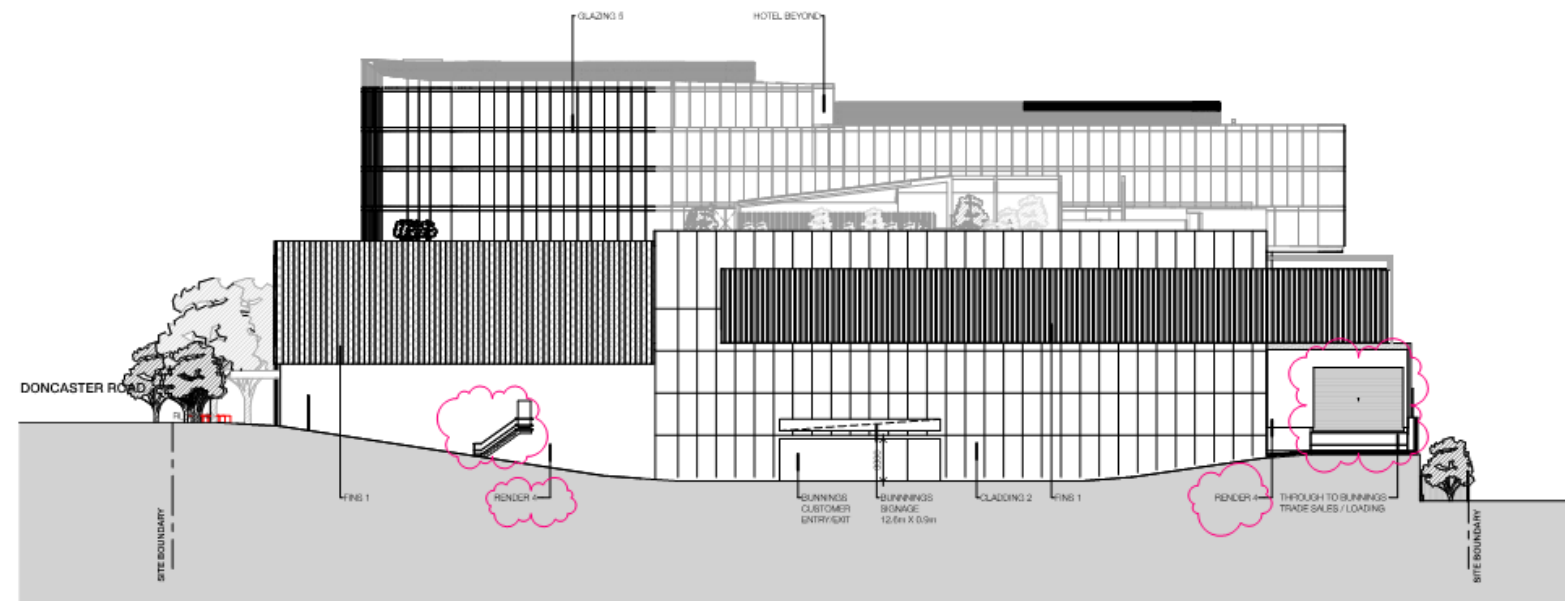 GLAZING 5
HOTEL BEYOND
DONCASTER ROAD
FINS 1
RENDER 4
BUNNINGS
CUSTOMER
ENTRY/EXIT
BUNNNINGS
SIGNAGE
12.6m X 0.9m
CLADDING 2
FINS 1
RENDER 4
THROUGH TO BUNNINGS
TRADE SALES / LOADING
SITE BOUNDARY
SITE BOUNDARY